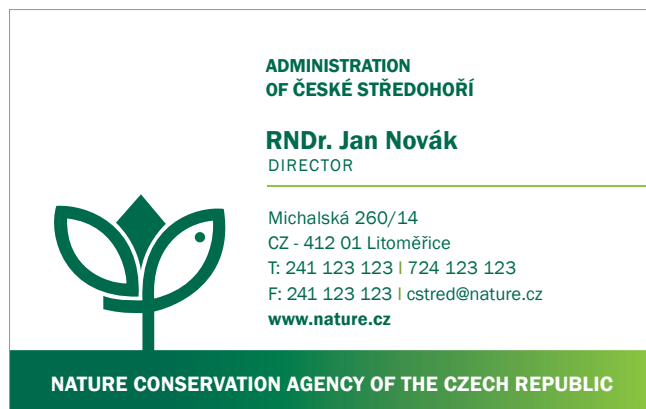 ADMINISTRATION
OF ČESKÉ STŘEDOHOŘÍ
RNDr. Jan Novák
DIRECTOR
Michalská 260/14
CZ - 412 01 Litoměřice
T: 241 123 123 I 724 123 123
F: 241 123 123 I cstred@nature.cz
www.nature.cz
NATURE CONSERVATION AGENCY OF THE CZECH REPUBLIC